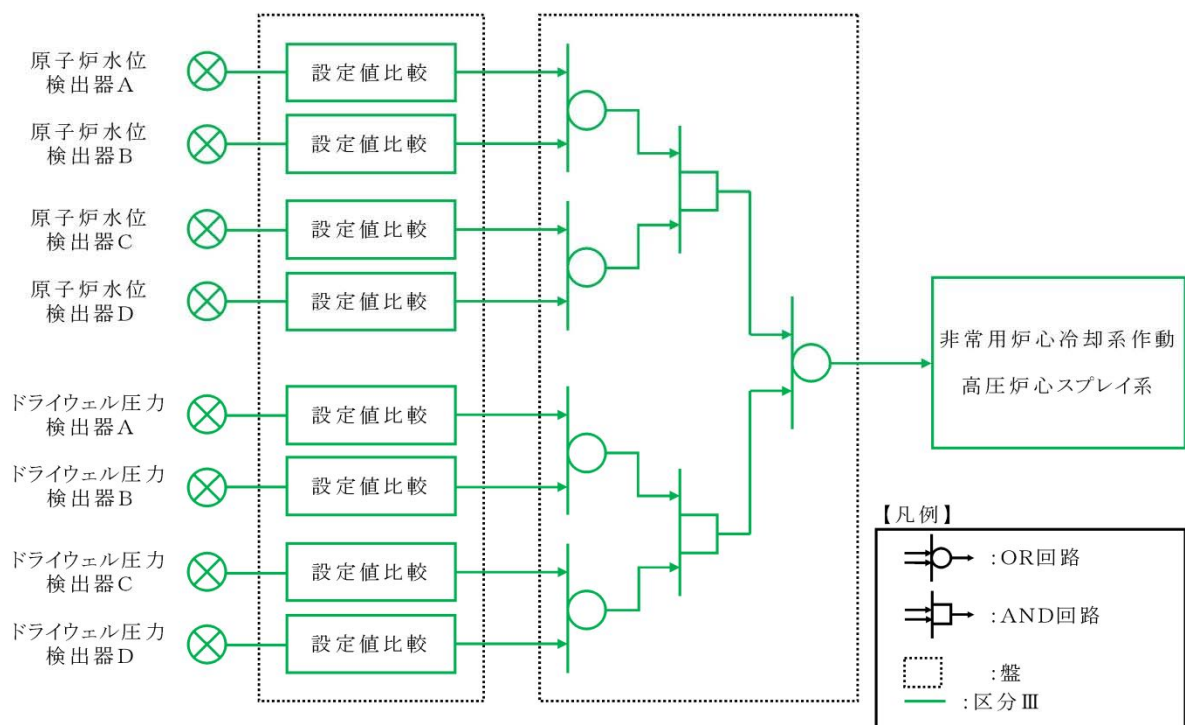 原子炉水位
検出器A
設定値比較
原子炉水位
検出器B
設定値比較
原子炉水位
検出器C
設定値比較
原子炉水位
検出器D
設定値比較
ドライウェル圧力
検出器A
設定値比較
ドライウェル圧力
検出器B
設定値比較
ドライウェル圧力
検出器C
設定値比較
ドライウェル圧力
検出器D
設定値比較
非常用炉心冷却系作動
高圧炉心スプレイ系
【凡例】
:OR回路
:AND回路
:盤
:区分Ⅲ